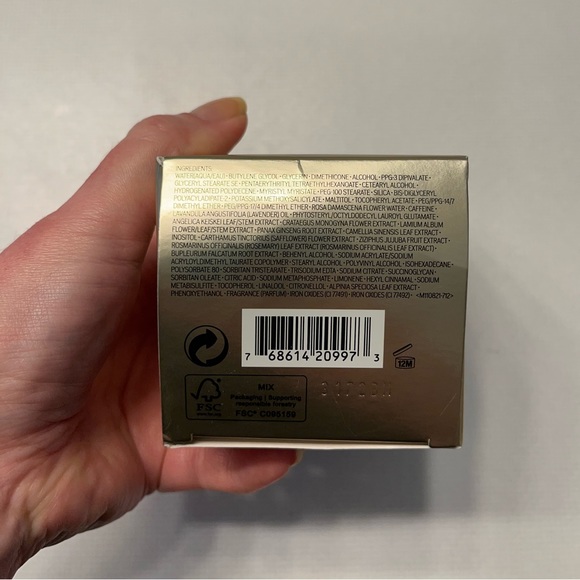 INGREDIENTS:
WATER(AQUA/EAU)•BUTYLENE GLYCOL•GLYCERIN•DIMETHICONE•ALCOHOL•PPG-3 DIPIVALATE•
GLYCERYL STEARATE SE•PENTAERYTHRITYL TETRAETHYLHEXANOATE•CETEARYL ALCOHOL•
HYDROGENATED POLYDECENE•MYRISTYL MYRISTATE•PEG-100 STEARATE•SILICA•BIS-DIGLYCERYL
POLYACYLADIPATE-2•POTASSIUM METHOXYSALICYLATE•MALTITOL•TOCOPHERYL ACETATE•PEG/PPG-14/7
DIMETHYL ETHER•PEG/PPG-17/4 DIMETHYL ETHER•ROSA DAMASCENA FLOWER WATER•CAFFEINE•
LAVANDULA ANGUSTIFOLIA (LAVENDER) OIL•PHYTOSTERYL/OCTYLDODECYL LAUROYL GLUTAMATE•
ANGELICA KEISKEI LEAF/STEM EXTRACT•CRATAEGUS MONOGYNA FLOWER EXTRACT•LAMIUM ALBUM
FLOWER/LEAF/STEM EXTRACT•PANAX GINSENG ROOT EXTRACT•CAMELLIA SINENSIS LEAF EXTRACT•
INOSITOL•CARTHAMUS TINCTORIUS (SAFFLOWER) FLOWER EXTRACT•ZIZIPHUS JUJUBA FRUIT EXTRACT•
ROSMARINUS OFFICINALIS (ROSEMARY) LEAF EXTRACT (ROSMARINUS OFFICINALIS LEAF EXTRACT)•
BUPLEURUM FALCATUM ROOT EXTRACT•BEHENYL ALCOHOL•SODIUM ACRYLATE/SODIUM
ACRYLOYLDIMETHYL TAURATE COPOLYMER•STEARYL ALCOHOL•POLYVINYL ALCOHOL•ISOHEXADECANE•
POLYSORBATE 80•SORBITAN TRISTEARATE•TRISODIUM EDTA•SODIUM CITRATE•SUCCINOGLYCAN•
SORBITAN OLEATE•CITRIC ACID•SODIUM METAPHOSPHATE•LIMONENE•HEXYL CINNAMAL•SODIUM
METABISULFITE•TOCOPHEROL•LINALOOL•CITRONELLOL•ALPINIA SPECIOSA LEAF EXTRACT•
PHENOXYETHANOL•FRAGRANCE (PARFUM)•IRON OXIDES (CI 77491)•IRON OXIDES (CI 77492)• <M110821-712>
7 68614 20997 3
12M
FSC
MIX
Packaging | Supporting
responsible forestry
FSC® C095159